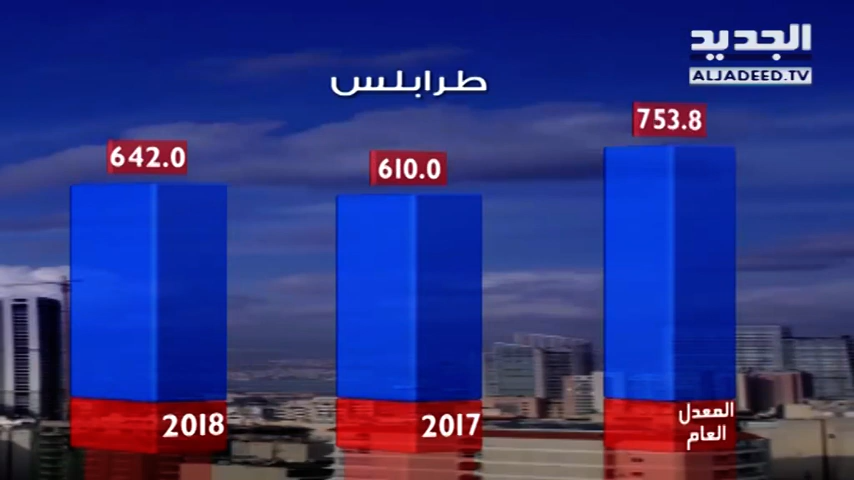 الجديد
ALJADEED.TV
طرابلس
753.8
610.0
642.0
المعدل
العام
2017
2018